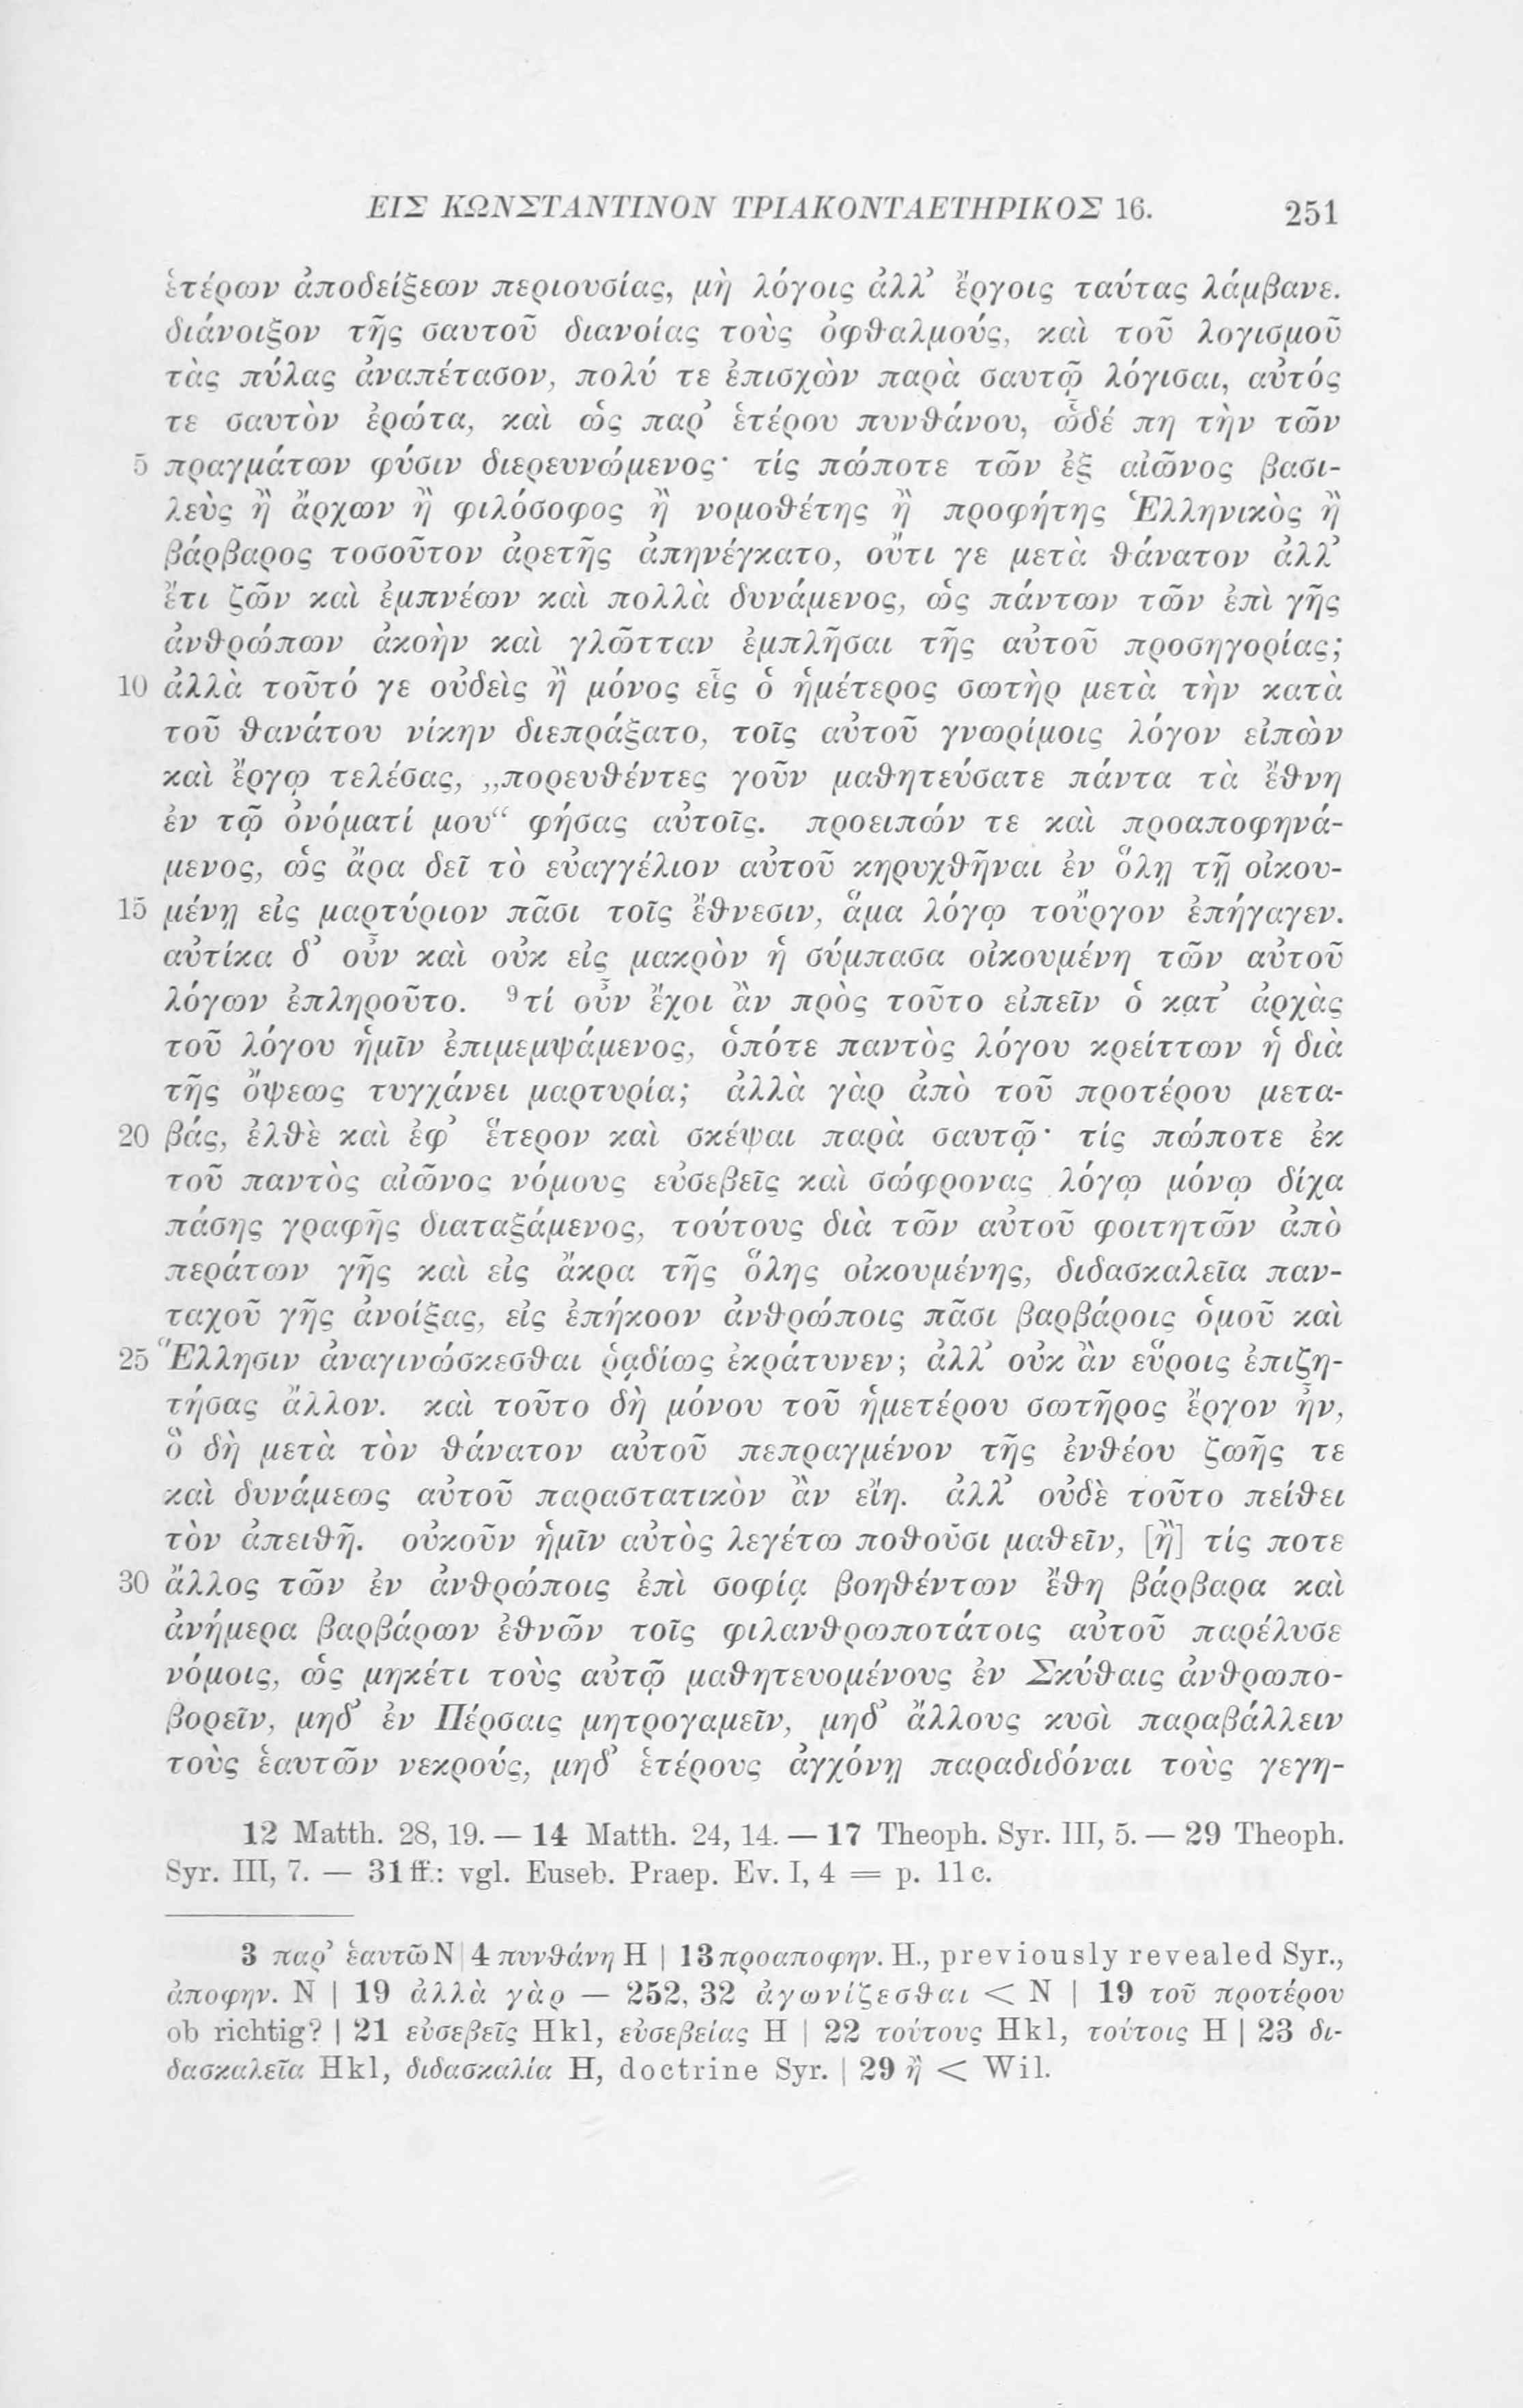 ΕΙΣ ΚΩΝΣΤΑΝΤΙΝΟΝ ΤΡΙΑΚΟΝΤΑΕΤΗΡΙΚΟΣ 16. 251
ἑτέρων ἀποδείξεων περιουσίας, μὴ λόγοις ἀλλ’ ἔργοις ταύτας λάμβανε.
διάνοιξον τῆς σαυτοῦ διανοίας τοὺς ὀφθαλμούς, καὶ τοῦ λογισμοῦ
τὰς πύλας ἀναπέτασον, πολύ τε ἐπισχὼν παρὰ σαυτῷ λόγισαι, αὐτός
τε σαυτὸν ἐρώτα, καὶ ὡς παρ’ ἑτέρου πυνθάνου, ὧδέ πη τὴν τῶν
5 πραγμάτων φύσιν διερευνώμενος· τίς πώποτε τῶν ἐξ αἰῶνος βασι-
λεὺς ἢ ἄρχων ἢ φιλόσοφος ἢ νομοθέτης ἢ προφήτης Ἑλληνικὸς ἢ
βάρβαρος τοσοῦτον ἀρετῆς ἀπηνέγκατο, οὔτι γε μετὰ θάνατον ἀλλ’
ἔτι ζῶν καὶ ἐμπνέων καὶ πολλὰ δυνάμενος, ὡς πάντων τῶν ἐπὶ γῆς
ἀνθρώπων ἀκοὴν καὶ γλῶτταν ἐμπλῆσαι τῆς αὐτοῦ προσηγορίας;
10 ἀλλὰ τοῦτό γε οὐδεὶς ἢ μόνος εἷς ὁ ἡμέτερος σωτὴρ μετὰ τὴν κατὰ
τοῦ θανάτου νίκην διεπράξατο, τοῖς αὐτοῦ γνωρίμοις λόγον εἰπὼν
καὶ ἔργῳ τελέσας, „πορευθέντες γοῦν μαθητεύσατε πάντα τὰ ἔθνη
ἐν τῷ ὀνόματί μου“ φήσας αὐτοῖς. προειπών τε καὶ προαποφηνά-
μενος, ὡς ἄρα δεῖ τὸ εὐαγγέλιον αὐτοῦ κηρυχθῆναι ἐν ὅλῃ τῇ οἰκου-
15 μένῃ εἰς μαρτύριον πᾶσι τοῖς ἔθνεσιν, ἅμα λόγῳ τοὖργον ἐπήγαγεν.
αὐτίκα δ’ οὖν καὶ οὐκ εἰς μακρὸν ἡ σύμπασα οἰκουμένη τῶν αὐτοῦ
λόγων ἐπληροῦτο. ⁹τί οὖν ἔχοι ἂν πρὸς τοῦτο εἰπεῖν ὁ κατ’ ἀρχὰς
τοῦ λόγου ἡμῖν ἐπιμεμψάμενος, ὁπότε παντὸς λόγου κρείττων ἡ διὰ
τῆς ὄψεως τυγχάνει μαρτυρία; ἀλλὰ γὰρ ἀπὸ τοῦ προτέρου μετα-
20 βάς, ἐλθὲ καὶ ἐφ’ ἕτερον καὶ σκέψαι παρὰ σαυτῷ· τίς πώποτε ἐκ
τοῦ παντὸς αἰῶνος νόμους εὐσεβεῖς καὶ σώφρονας λόγῳ μόνῳ δίχα
πάσης γραφῆς διαταξάμενος, τούτους διὰ τῶν αὐτοῦ φοιτητῶν ἀπὸ
περάτων γῆς καὶ εἰς ἄκρα τῆς ὅλης οἰκουμένης, διδασκαλεῖα παν-
ταχοῦ γῆς ἀνοίξας, εἰς ἐπήκοον ἀνθρώποις πᾶσι βαρβάροις ὁμοῦ καὶ
25 Ἕλλησιν ἀναγινώσκεσθαι ῥᾳδίως ἐκράτυνεν; ἀλλ’ οὐκ ἂν εὕροις ἐπιζη-
τήσας ἄλλον. καὶ τοῦτο δὴ μόνου τοῦ ἡμετέρου σωτῆρος ἔργον ἦν,
ὃ δὴ μετὰ τὸν θάνατον αὐτοῦ πεπραγμένον τῆς ἐνθέου ζωῆς τε
καὶ δυνάμεως αὐτοῦ παραστατικὸν ἂν εἴη. ἀλλ’ οὐδὲ τοῦτο πείθει
τὸν ἀπειθῆ. οὐκοῦν ἡμῖν αὐτὸς λεγέτω ποθοῦσι μαθεῖν, [ἢ] τίς ποτε
30 ἄλλος τῶν ἐν ἀνθρώποις ἐπὶ σοφίᾳ βοηθέντων ἔθη βάρβαρα καὶ
ἀνήμερα βαρβάρων ἐθνῶν τοῖς φιλανθρωποτάτοις αὐτοῦ παρέλυσε
νόμοις, ὡς μηκέτι τοὺς αὐτῷ μαθητευομένους ἐν Σκύθαις ἀνθρωπο-
βορεῖν, μηδ’ ἐν Πέρσαις μητρογαμεῖν, μηδ’ ἄλλους κυσὶ παραβάλλειν
τοὺς ἑαυτῶν νεκρούς, μηδ’ ἑτέρους ἀγχόνῃ παραδιδόναι τοὺς γεγη-
12 Matth. 28, 19. — 14 Matth. 24, 14. — 17 Theoph. Syr. III, 5. — 29 Theoph.
Syr. III, 7. — 31 ff.: vgl. Euseb. Praep. Ev. I, 4 = p. 11 c.
3 παρ’ ἑαυτῶ N | 4 πυνθάνη H | 13 προαποφην. H., previously revealed Syr.,
ἀποφην. N | 19 ἀλλὰ γὰρ — 252, 32 ἀγωνίζεσθαι < N | 19 τοῦ προτέρου
ob richtig? | 21 εὐσεβεῖς Hkl, εὐσεβείας H | 22 τούτους Hkl, τούτοις H | 23 δι-
δασκαλεῖα Hkl, διδασκαλία H, doctrine Syr. | 29 ἢ < Wil.